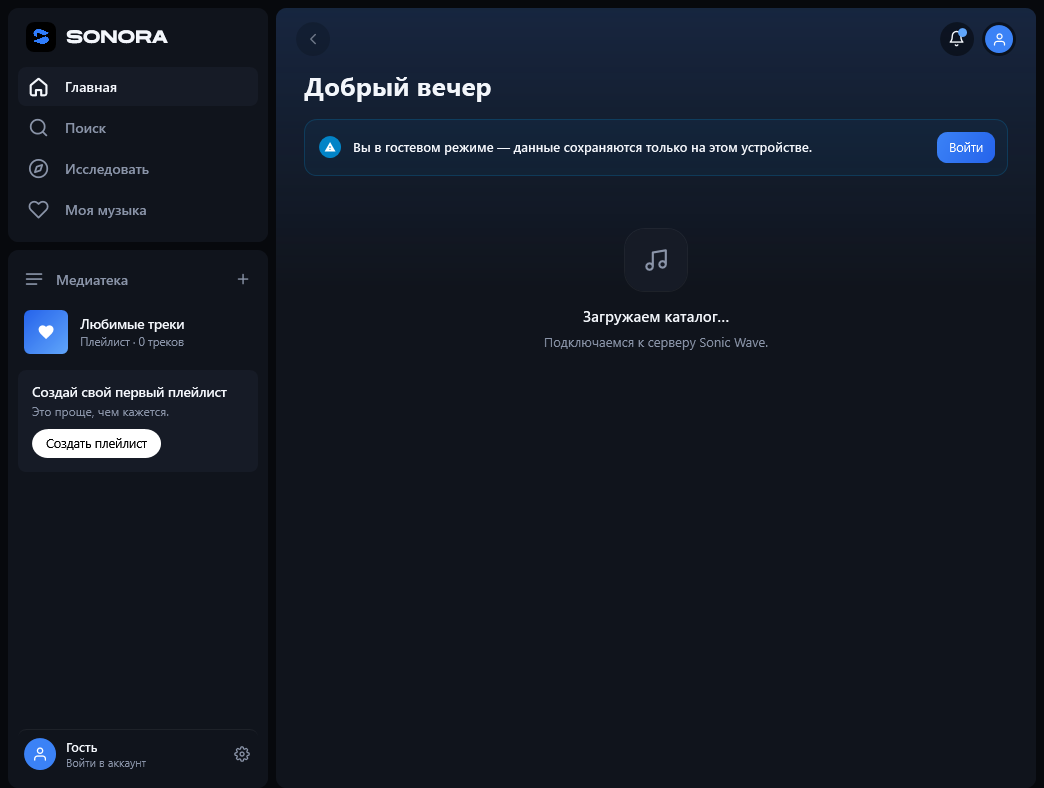 SONORA
Главная
Поиск
Исследовать
Моя музыка
Медиатека
Любимые треки
Плейлист · 0 треков
Создай свой первый плейлист
Это проще, чем кажется.
Создать плейлист
Гость
Войти в аккаунт
Добрый вечер
Вы в гостевом режиме — данные сохраняются только на этом устройстве.
Войти
Загружаем каталог...
Подключаемся к серверу Sonic Wave.